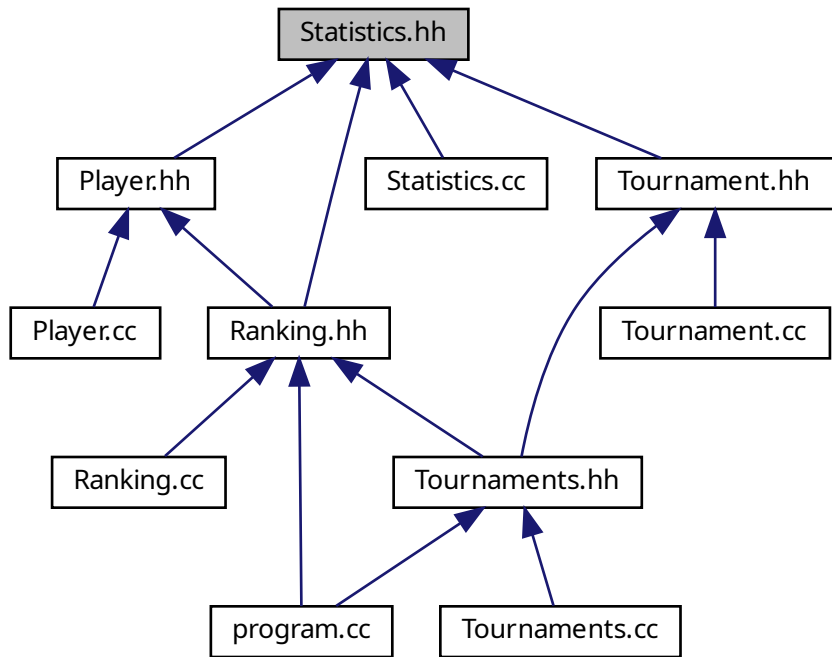 Statistics.hh
Player.hh
Statistics.cc
Tournament.hh
Player.cc
Ranking.hh
Tournament.cc
Ranking.cc
Tournaments.hh
program.cc
Tournaments.cc